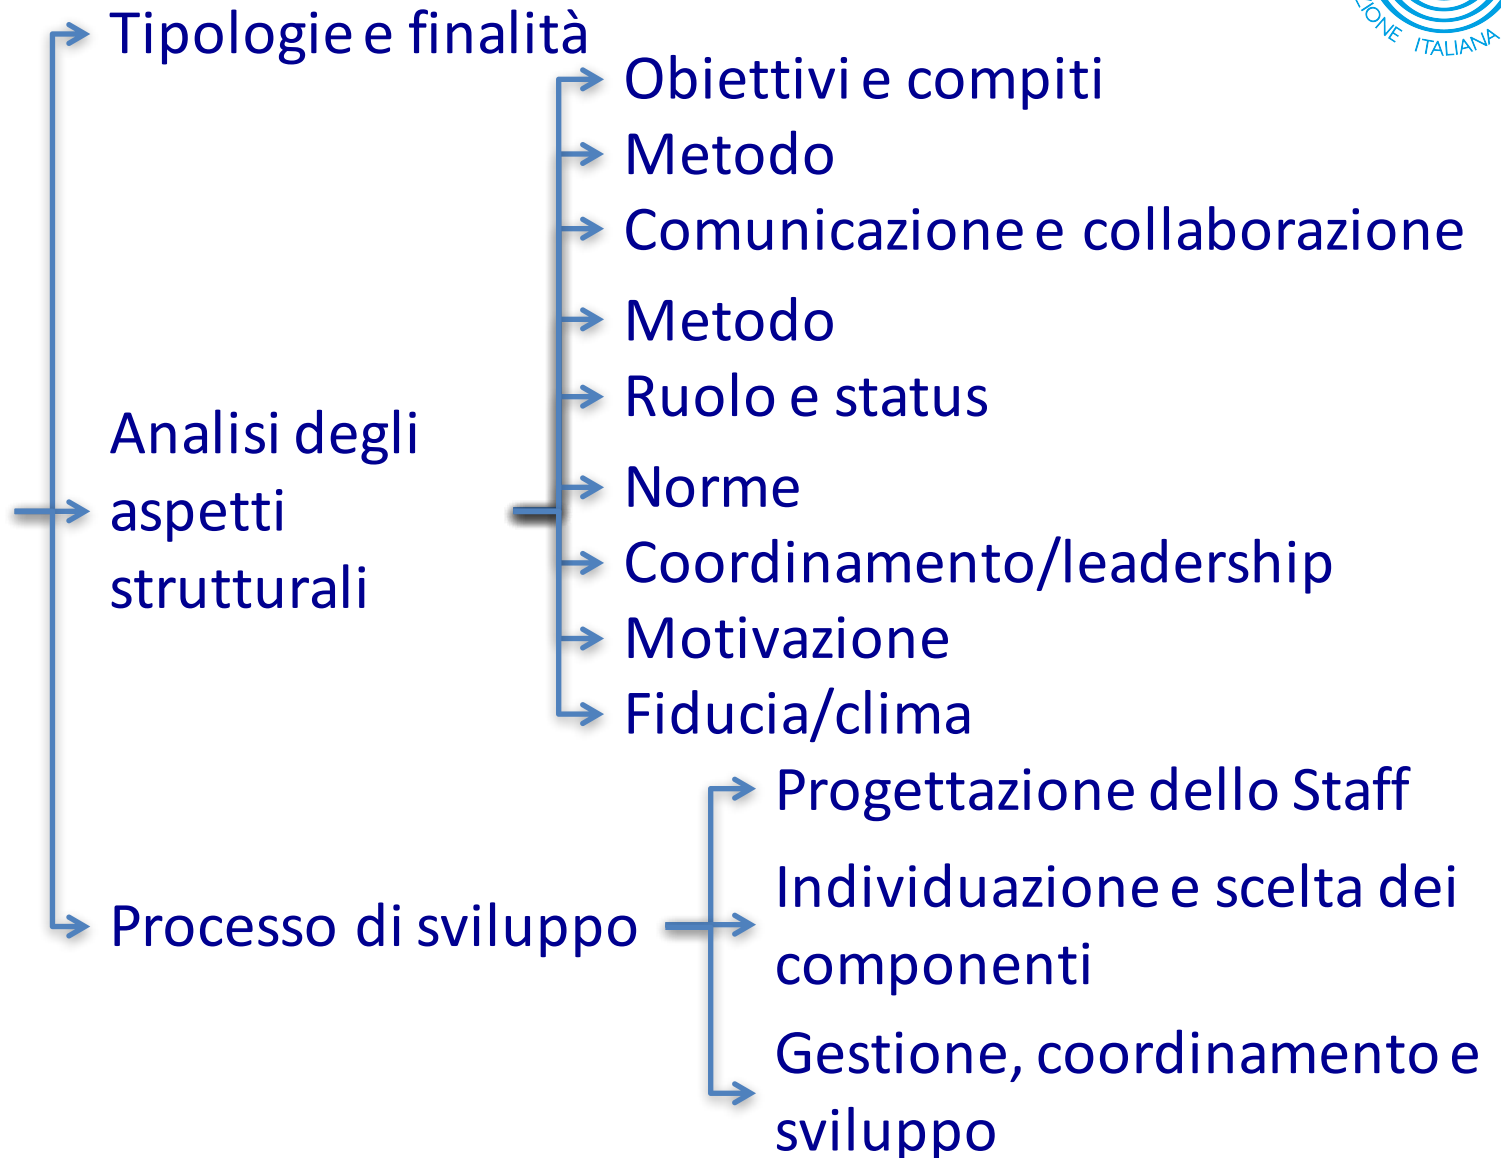 Tipologie e finalità
Obiettivi e compiti
Metodo
Comunicazione e collaborazione
Metodo
Ruolo e status
Analisi degli
aspetti
strutturali
Norme
Coordinamento/leadership
Motivazione
Fiducia/clima
Progettazione dello Staff
Individuazione e scelta dei
componenti
Processo di sviluppo
Gestione, coordinamento e
sviluppo
ITALIANA